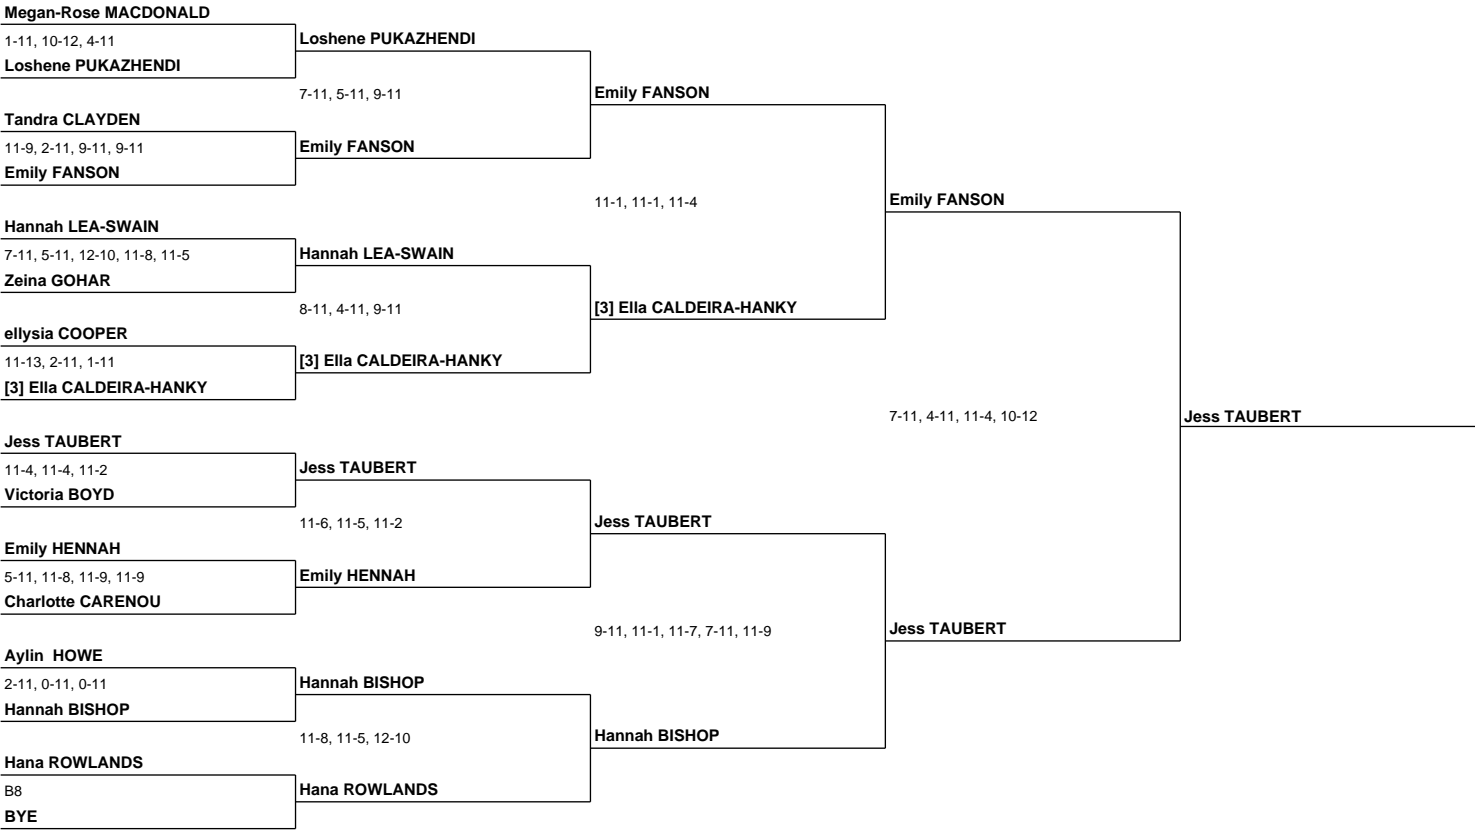 Megan-Rose MACDONALD
1-11, 10-12, 4-11
Loshene PUKAZHENDI
Loshene PUKAZHENDI
7-11, 5-11, 9-11
Emily FANSON
Tandra CLAYDEN
11-9, 2-11, 9-11, 9-11
Emily FANSON
Emily FANSON
11-1, 11-1, 11-4
Emily FANSON
Hannah LEA-SWAIN
7-11, 5-11, 12-10, 11-8, 11-5
Hannah LEA-SWAIN
Zeina GOHAR
8-11, 4-11, 9-11
[3] Ella CALDEIRA-HANKY
ellysia COOPER
11-13, 2-11, 1-11
[3] Ella CALDEIRA-HANKY
[3] Ella CALDEIRA-HANKY
7-11, 4-11, 11-4, 10-12
Jess TAUBERT
Jess TAUBERT
11-4, 11-4, 11-2
Jess TAUBERT
Victoria BOYD
11-6, 11-5, 11-2
Jess TAUBERT
Emily HENNAH
5-11, 11-8, 11-9, 11-9
Emily HENNAH
Charlotte CARENOU
9-11, 11-1, 11-7, 7-11, 11-9
Jess TAUBERT
Aylin  HOWE
2-11, 0-11, 0-11
Hannah BISHOP
Hannah BISHOP
11-8, 11-5, 12-10
Hannah BISHOP
Hana ROWLANDS
B8
Hana ROWLANDS
BYE